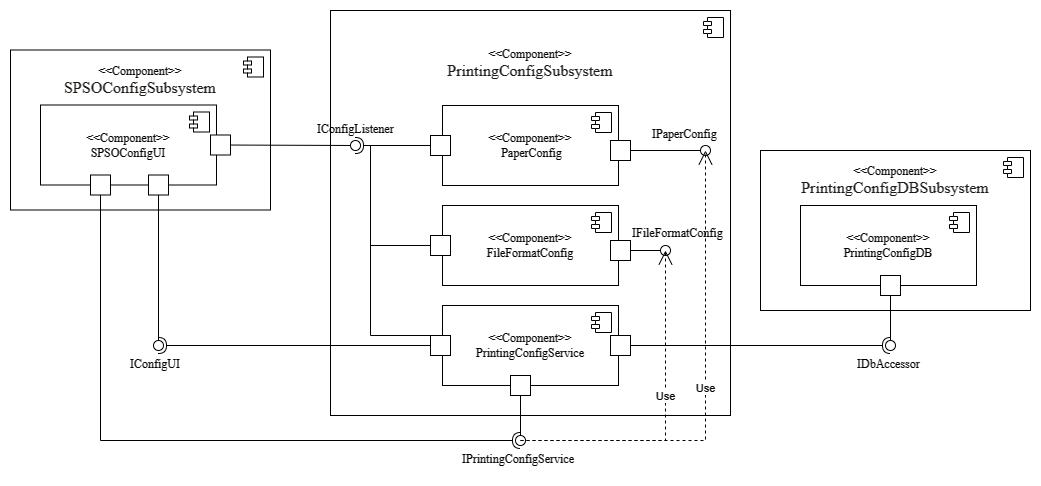 <<Component>>
PrintingConfigSubsystem
<<Component>>
SPSOConfigSubsystem
<<Component>>
SPSOConfigUI
IConfigListener
<<Component>>
PaperConfig
IPaperConfig
<<Component>>
PrintingConfigDBSubsystem
<<Component>>
FileFormatConfig
IFileFormatConfig
<<Component>>
PrintingConfigDB
<<Component>>
PrintingConfigService
IConfigUI
IDbAccessor
Use
Use
IPrintingConfigService